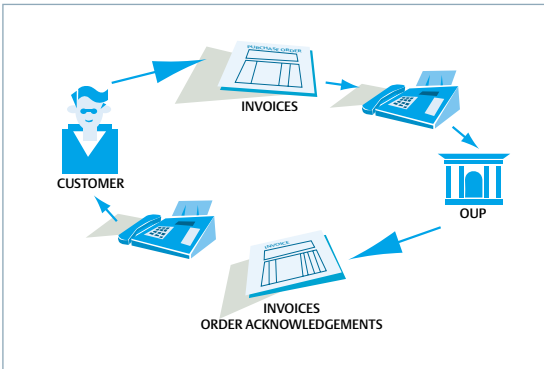 PURCHASE ORDER
INVOICES
CUSTOMER
OUP
INVOICE
INVOICES
ORDER ACKNOWLEDGEMENTS